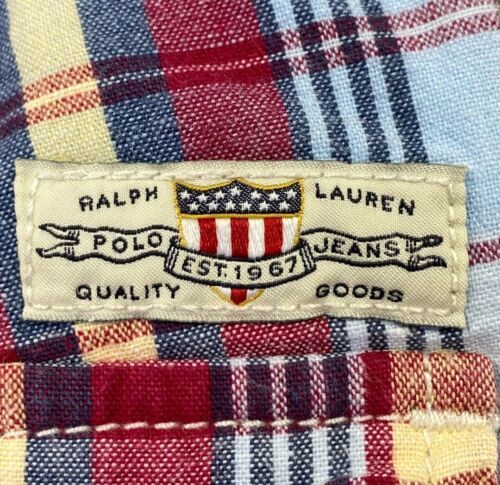 RALPH LAUREN
POLO JEANS
EST. 1967
QUALITY GOODS